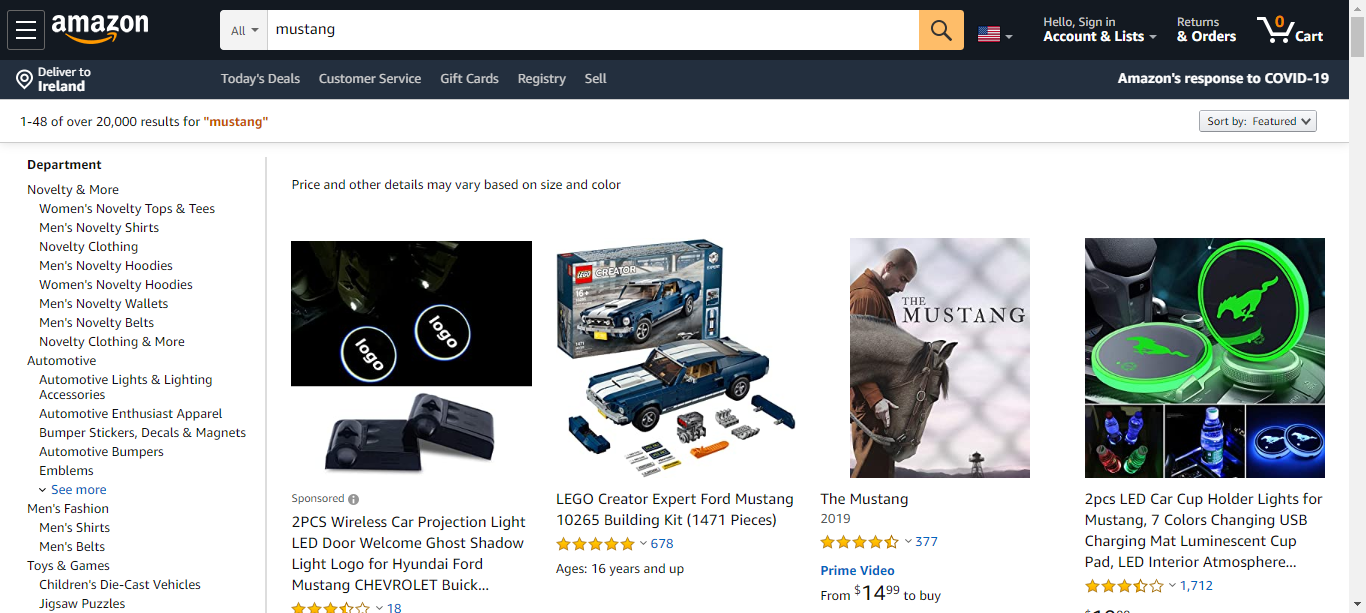 amazon
All
mustang
Hello, Sign in
Account & Lists
Returns
& Orders
0
Cart
Deliver to
Ireland
Today's Deals
Customer Service
Gift Cards
Registry
Sell
Amazon's response to COVID-19
1-48 of over 20,000 results for "mustang"
Sort by: Featured
Department
Novelty & More
Women's Novelty Tops & Tees
Men's Novelty Shirts
Novelty Clothing
Men's Novelty Hoodies
Women's Novelty Hoodies
Men's Novelty Wallets
Men's Novelty Belts
Novelty Clothing & More
Automotive
Automotive Lights & Lighting
Accessories
Automotive Enthusiast Apparel
Bumper Stickers, Decals & Magnets
Automotive Bumpers
Emblems
See more
Men's Fashion
Men's Shirts
Men's Belts
Toys & Games
Children's Die-Cast Vehicles
Jigsaw Puzzles
Price and other details may vary based on size and color
logo
logo
Sponsored
2PCS Wireless Car Projection Light
LED Door Welcome Ghost Shadow
Light Logo for Hyundai Ford
Mustang CHEVROLET Buick...
18
LEGO
CREATOR
16+
1471
LEGO Creator Expert Ford Mustang
10265 Building Kit (1471 Pieces)
678
Ages: 16 years and up
THE
MUSTANG
The Mustang
2019
377
Prime Video
From $1499 to buy
P
2pcs LED Car Cup Holder Lights for
Mustang, 7 Colors Changing USB
Charging Mat Luminescent Cup
Pad, LED Interior Atmosphere...
1,712